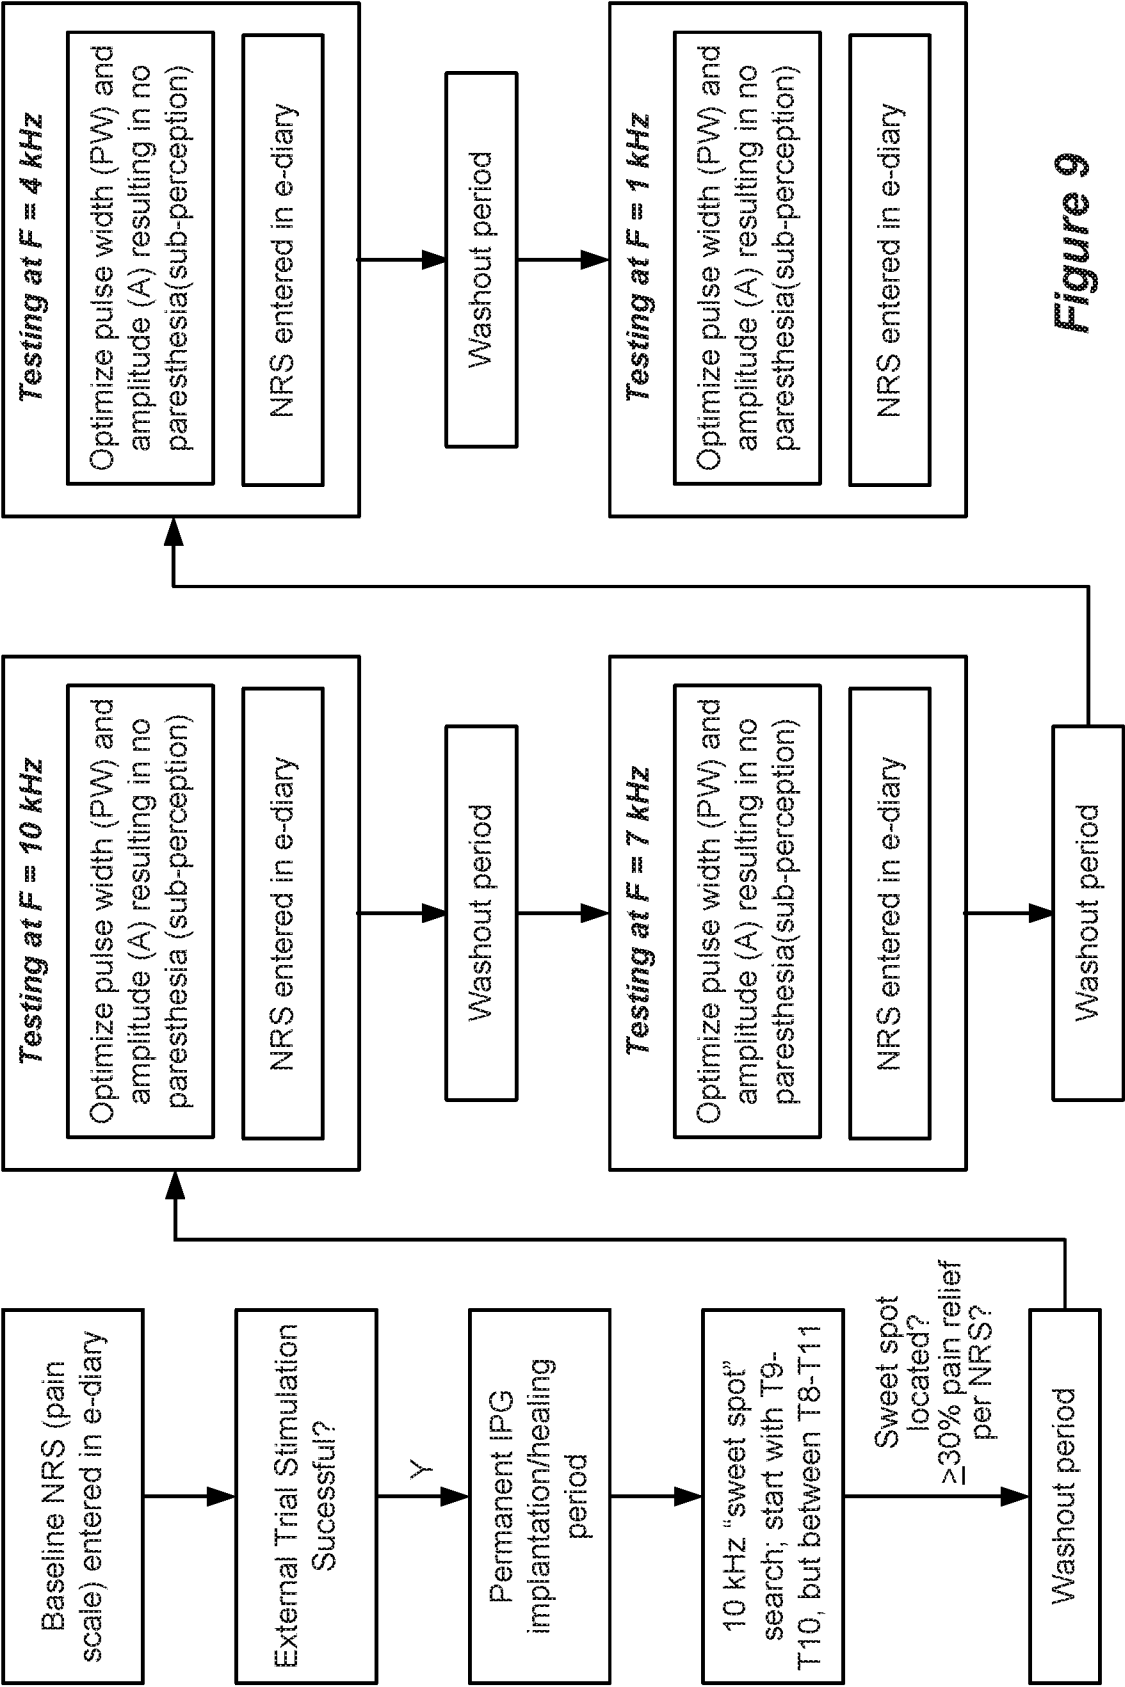 Baseline NRS (pain
scale) entered in e-diary
External Trial Stimulation
Sucessful?
Y
Permanent IPG
implantation/healing
period
10 kHz “sweet spot”
search; start with T9-
T10, but between T8-T11
Sweet spot
located?
≥30% pain relief
per NRS?
Washout period
Testing at F = 10 kHz
Optimize pulse width (PW) and
amplitude (A) resulting in no
paresthesia (sub-perception)
NRS entered in e-diary
Washout period
Testing at F = 7 kHz
Optimize pulse width (PW) and
amplitude (A) resulting in no
paresthesia(sub-perception)
NRS entered in e-diary
Washout period
Testing at F = 4 kHz
Optimize pulse width (PW) and
amplitude (A) resulting in no
paresthesia(sub-perception)
NRS entered in e-diary
Washout period
Testing at F = 1 kHz
Optimize pulse width (PW) and
amplitude (A) resulting in no
paresthesia(sub-perception)
NRS entered in e-diary
Figure 9